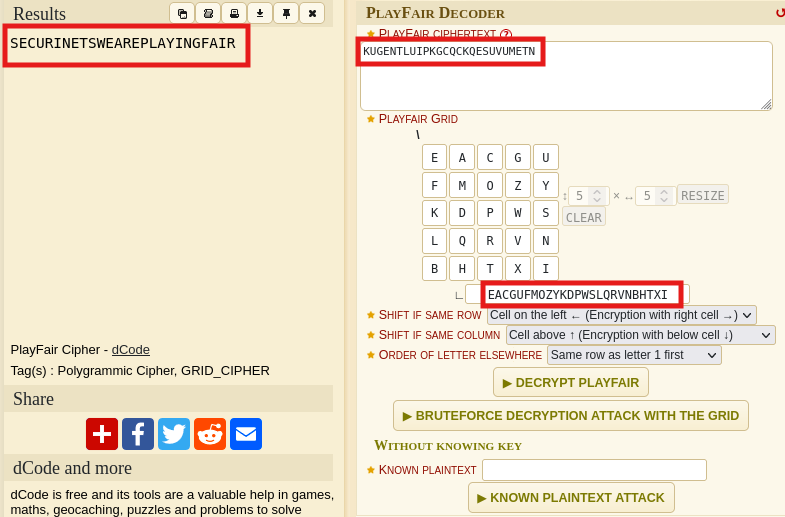 Results
SECURINETSWEAREPLAYINGFAIR
PlayFair Cipher - dCode
Tag(s) : Polygrammic Cipher, GRID_CIPHER
Share
dCode and more
dCode is free and its tools are a valuable help in games,
maths, geocaching, puzzles and problems to solve
PLAYFAIR DECODER
★ PLAYFAIR CIPHERTEXT ?
KUGENTLUIPKGCQCKQESUVUMETN
★ PLAYFAIR GRID
\
E A C G U
F M O Z Y
K D P W S
L Q R V N
B H T X I
↕ 5 × ↔ 5 RESIZE
CLEAR
∟ EACGUFMOZYKDPWSLQRVNBHTXI
★ SHIFT IF SAME ROW Cell on the left ← (Encryption with right cell →)
★ SHIFT IF SAME COLUMN Cell above ↑ (Encryption with below cell ↓)
★ ORDER OF LETTER ELSEWHERE Same row as letter 1 first
▶ DECRYPT PLAYFAIR
▶ BRUTEFORCE DECRYPTION ATTACK WITH THE GRID
WITHOUT KNOWING KEY
★ KNOWN PLAINTEXT
▶ KNOWN PLAINTEXT ATTACK